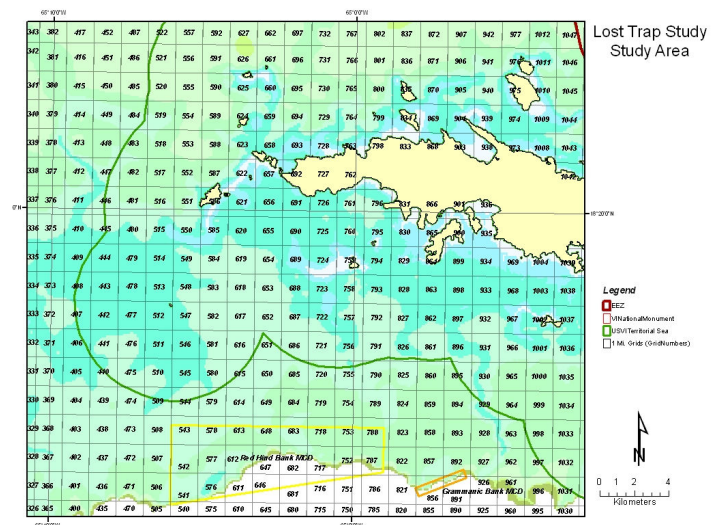 65°10'0"W 65°0'0"W
Lost Trap Study
Study Area
343 382 417 452 487 522 557 592 627 662 697 732 767 802 837 872 907 942 977 1012 1047
342 381 416 451 486 521 556 591 626 661 696 731 766 801 836 871 906 941 976 1011 1046
341 380 415 450 485 520 555 590 625 660 695 730 765 800 835 870 905 940 975 1010 1045
340 379 414 449 484 519 554 589 624 659 694 729 764 799 834 869 904 939 974 1009 1044
339 378 413 448 483 518 553 588 623 658 693 728 763 798 833 868 903 938 973 1008 1043
338 377 412 447 482 517 552 587 622 657 692 727 762 1042
337 376 411 446 481 516 551 586 621 656 691 726 761 796 831 866 901 936
336 375 410 445 480 515 550 585 620 655 690 725 760 795 830 865 900 935
335 374 409 444 479 514 549 584 619 654 689 724 759 794 829 864 899 934 969 1004 1039
334 373 408 443 478 513 548 583 618 653 688 723 758 793 828 863 898 933 968 1003 1038
333 372 407 442 477 512 547 582 617 652 687 722 757 792 827 862 897 932 967 1002 1037
332 371 406 441 476 511 546 581 616 651 686 721 756 791 826 861 896 931 966 1001 1036
331 370 405 440 475 510 545 580 615 650 685 720 755 790 825 860 895 930 965 1000 1035
330 369 404 439 474 509 544 579 614 649 684 719 754 789 824 859 894 929 964 999 1034
329 368 403 438 473 508 543 578 613 648 683 718 753 788 823 858 893 928 963 998 1033
328 367 402 437 472 507 542 577 612 Red Hind Bank MCD 647 682 717 752 787 822 857 892 927 962 997 1032
327 366 401 436 471 506 541 576 611 646 681 716 751 786 821 856 891 Grammanic Bank MCD 926 961 996 1031
326 365 400 435 470 505 540 575 610 645 680 715 750 785 820 855 890 925 960 995 1030
0°N
18°20'0"N
Legend
EEZ
VINationalMonument
USVITerritorial Sea
1 Mi. Grids (GridNumbers)
N
0 1 2 4
Kilometers